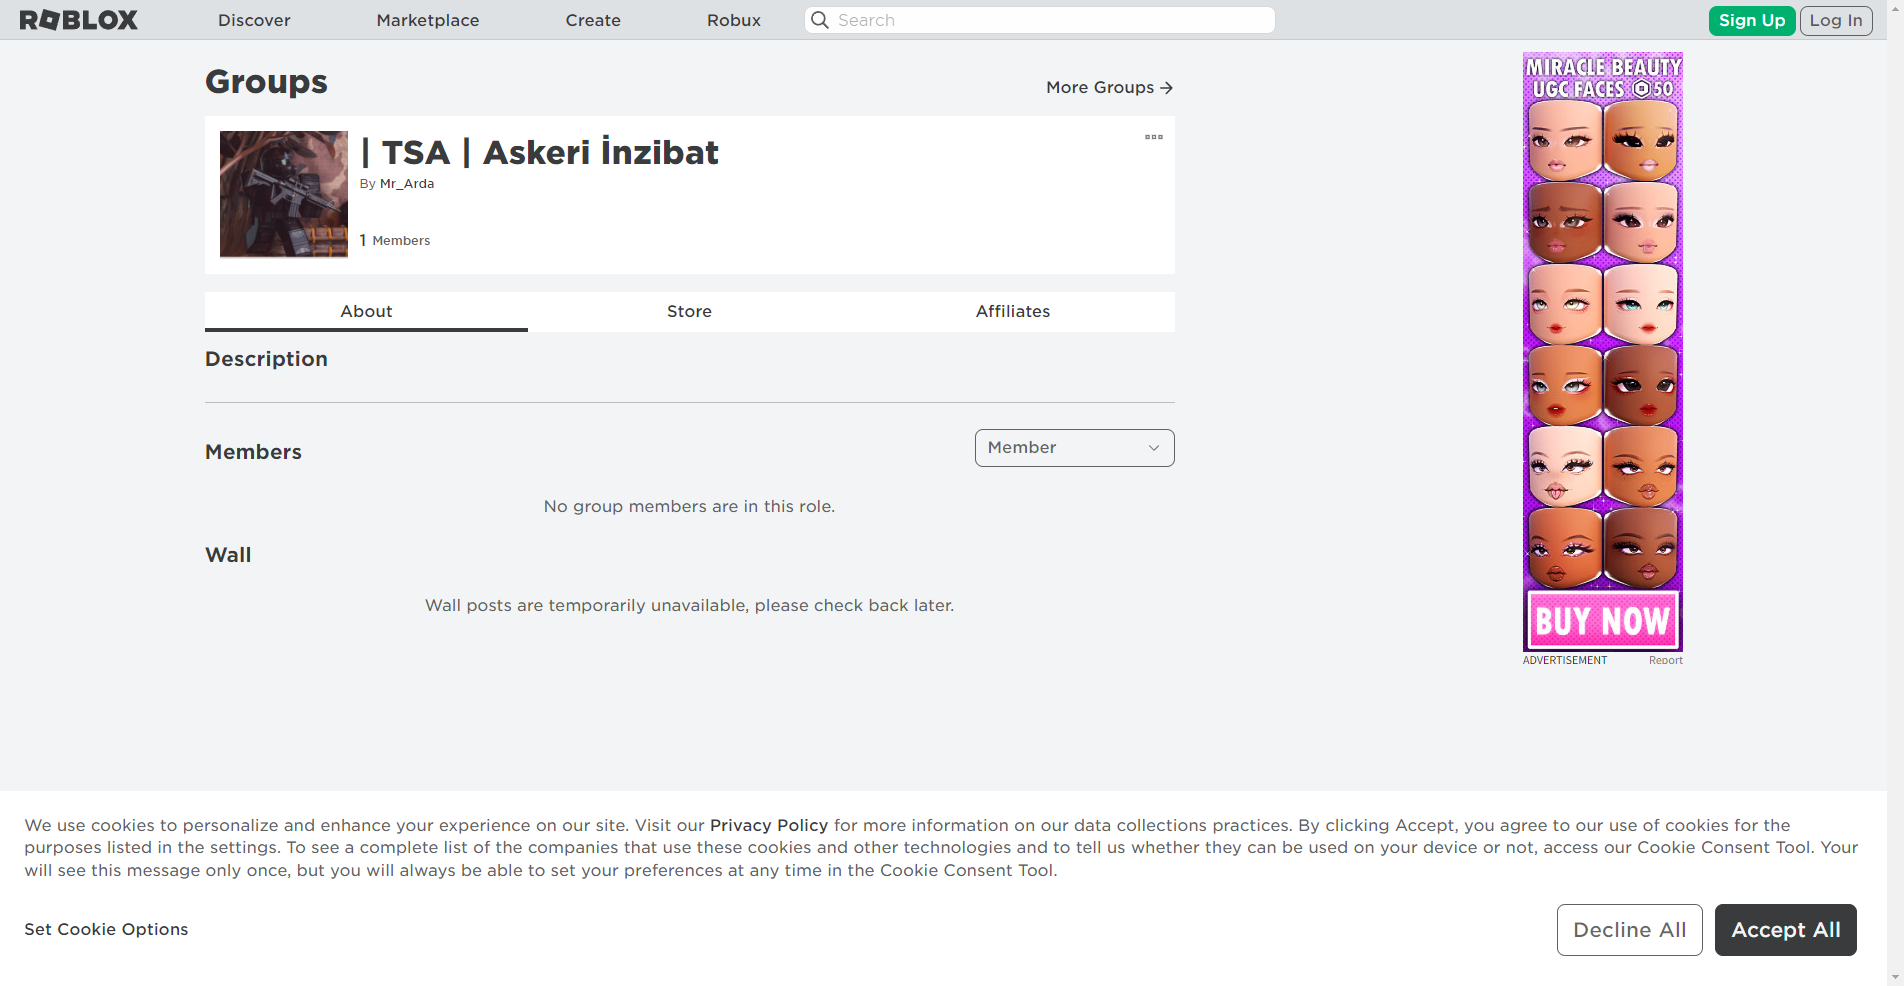 ROBLOX
Discover
Marketplace
Create
Robux
Search
Sign Up
Log In
Groups
More Groups
| TSA | Askeri İnzibat
By Mr_Arda
1 Members
About
Store
Affiliates
Description
Members
Member
No group members are in this role.
Wall
Wall posts are temporarily unavailable, please check back later.
MIRACLE BEAUTY
UGC FACES 50
BUY NOW
ADVERTISEMENT
Report
We use cookies to personalize and enhance your experience on our site. Visit our Privacy Policy for more information on our data collections practices. By clicking Accept, you agree to our use of cookies for the
purposes listed in the settings. To see a complete list of the companies that use these cookies and other technologies and to tell us whether they can be used on your device or not, access our Cookie Consent Tool. Your
will see this message only once, but you will always be able to set your preferences at any time in the Cookie Consent Tool.
Set Cookie Options
Decline All
Accept All